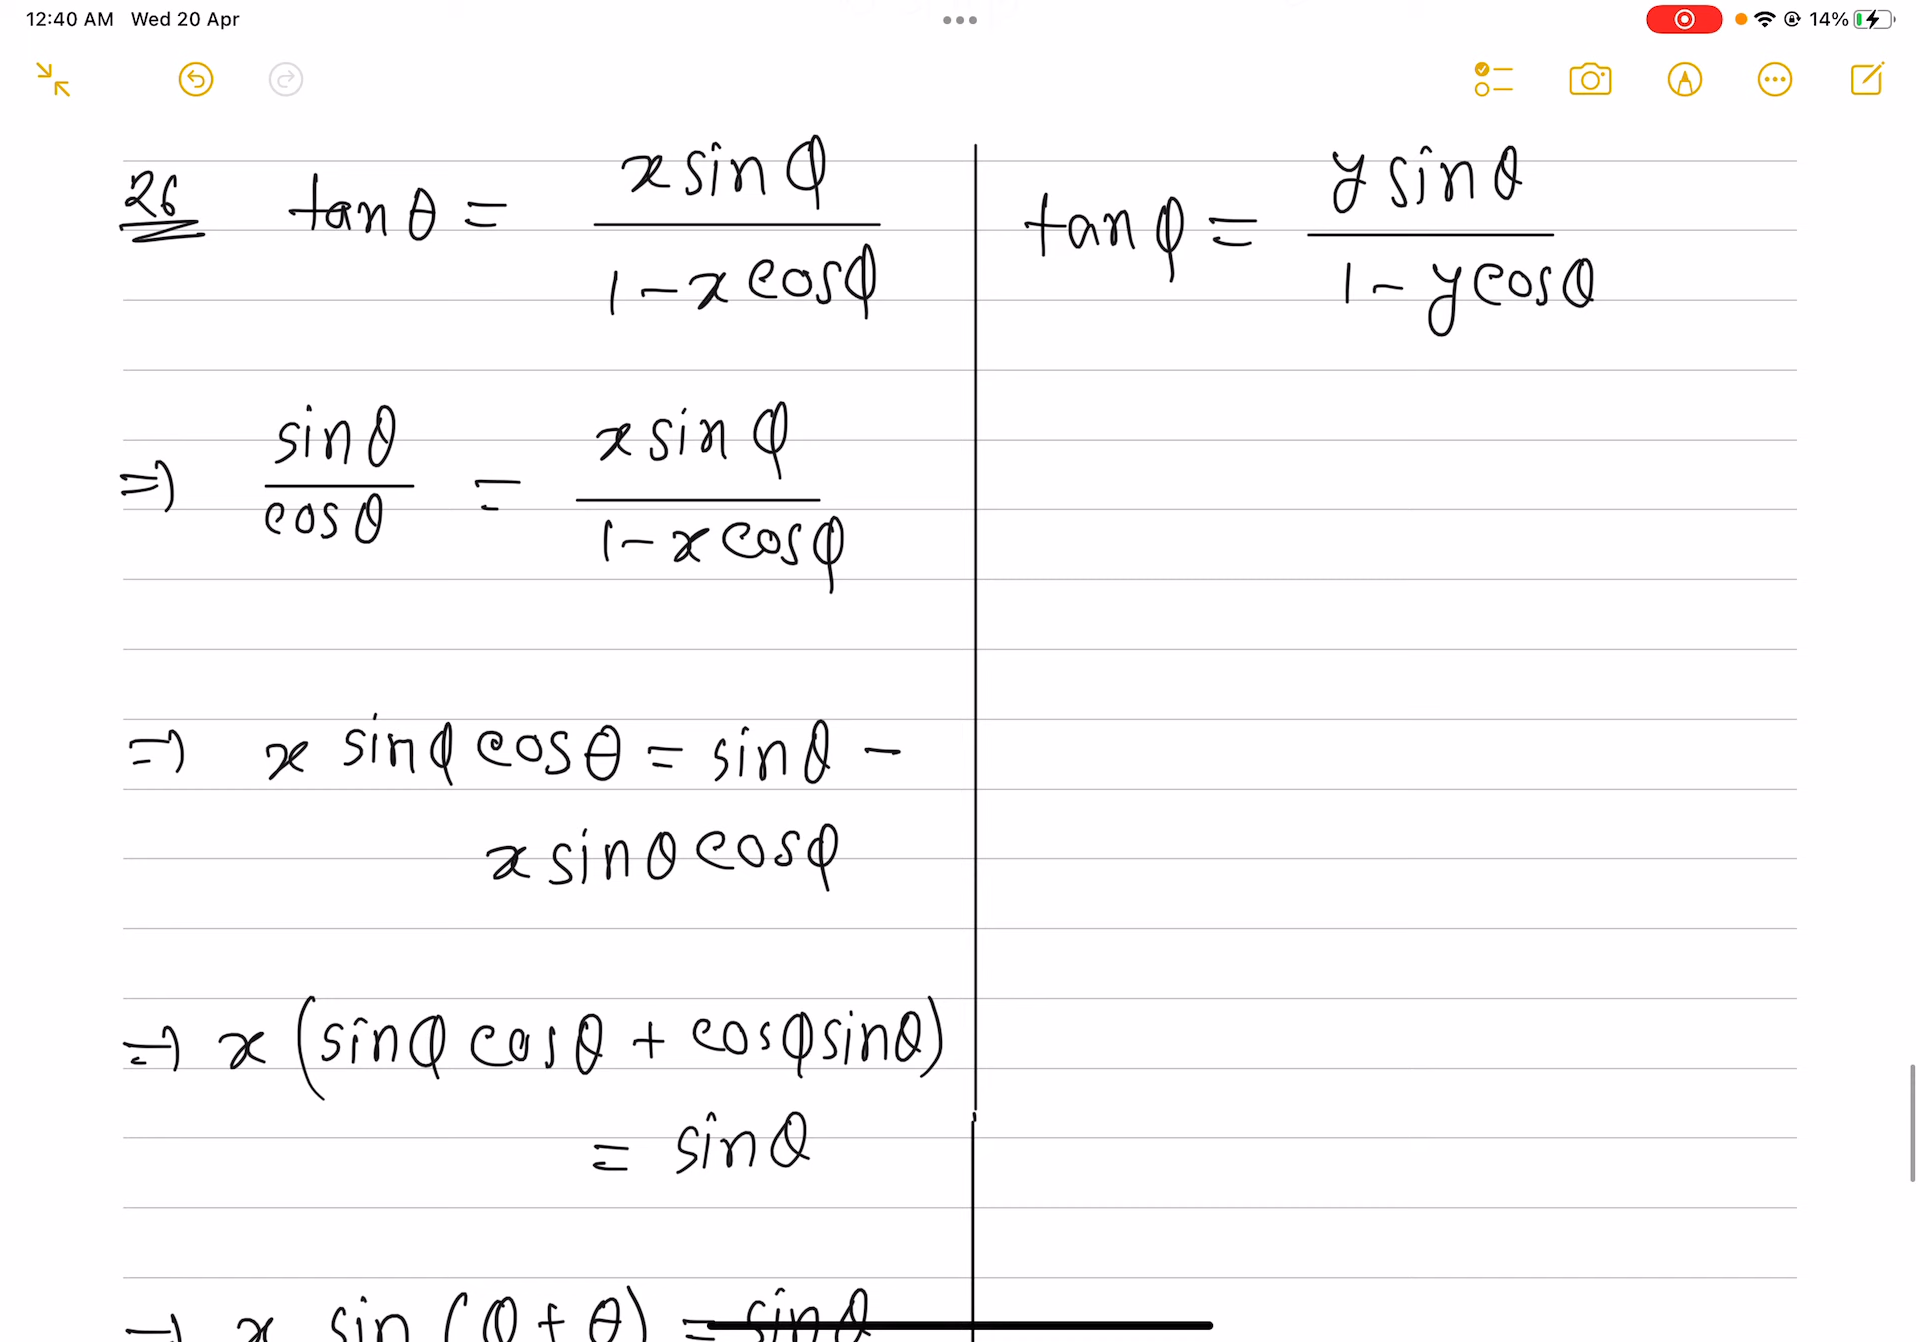 12:40 AM Wed 20 Apr
14%
26 tan θ = x sin φ / 1 - x cos φ
tan φ = y sin θ / 1 - y cos θ
⇒ sin θ / cos θ = x sin φ / 1 - x cos φ
⇒ x sin φ cos θ = sin θ -
x sin θ cos φ
⇒ x (sin φ cos θ + cos φ sin θ)
= sin θ
⇒ x sin (φ + θ) = sin θ